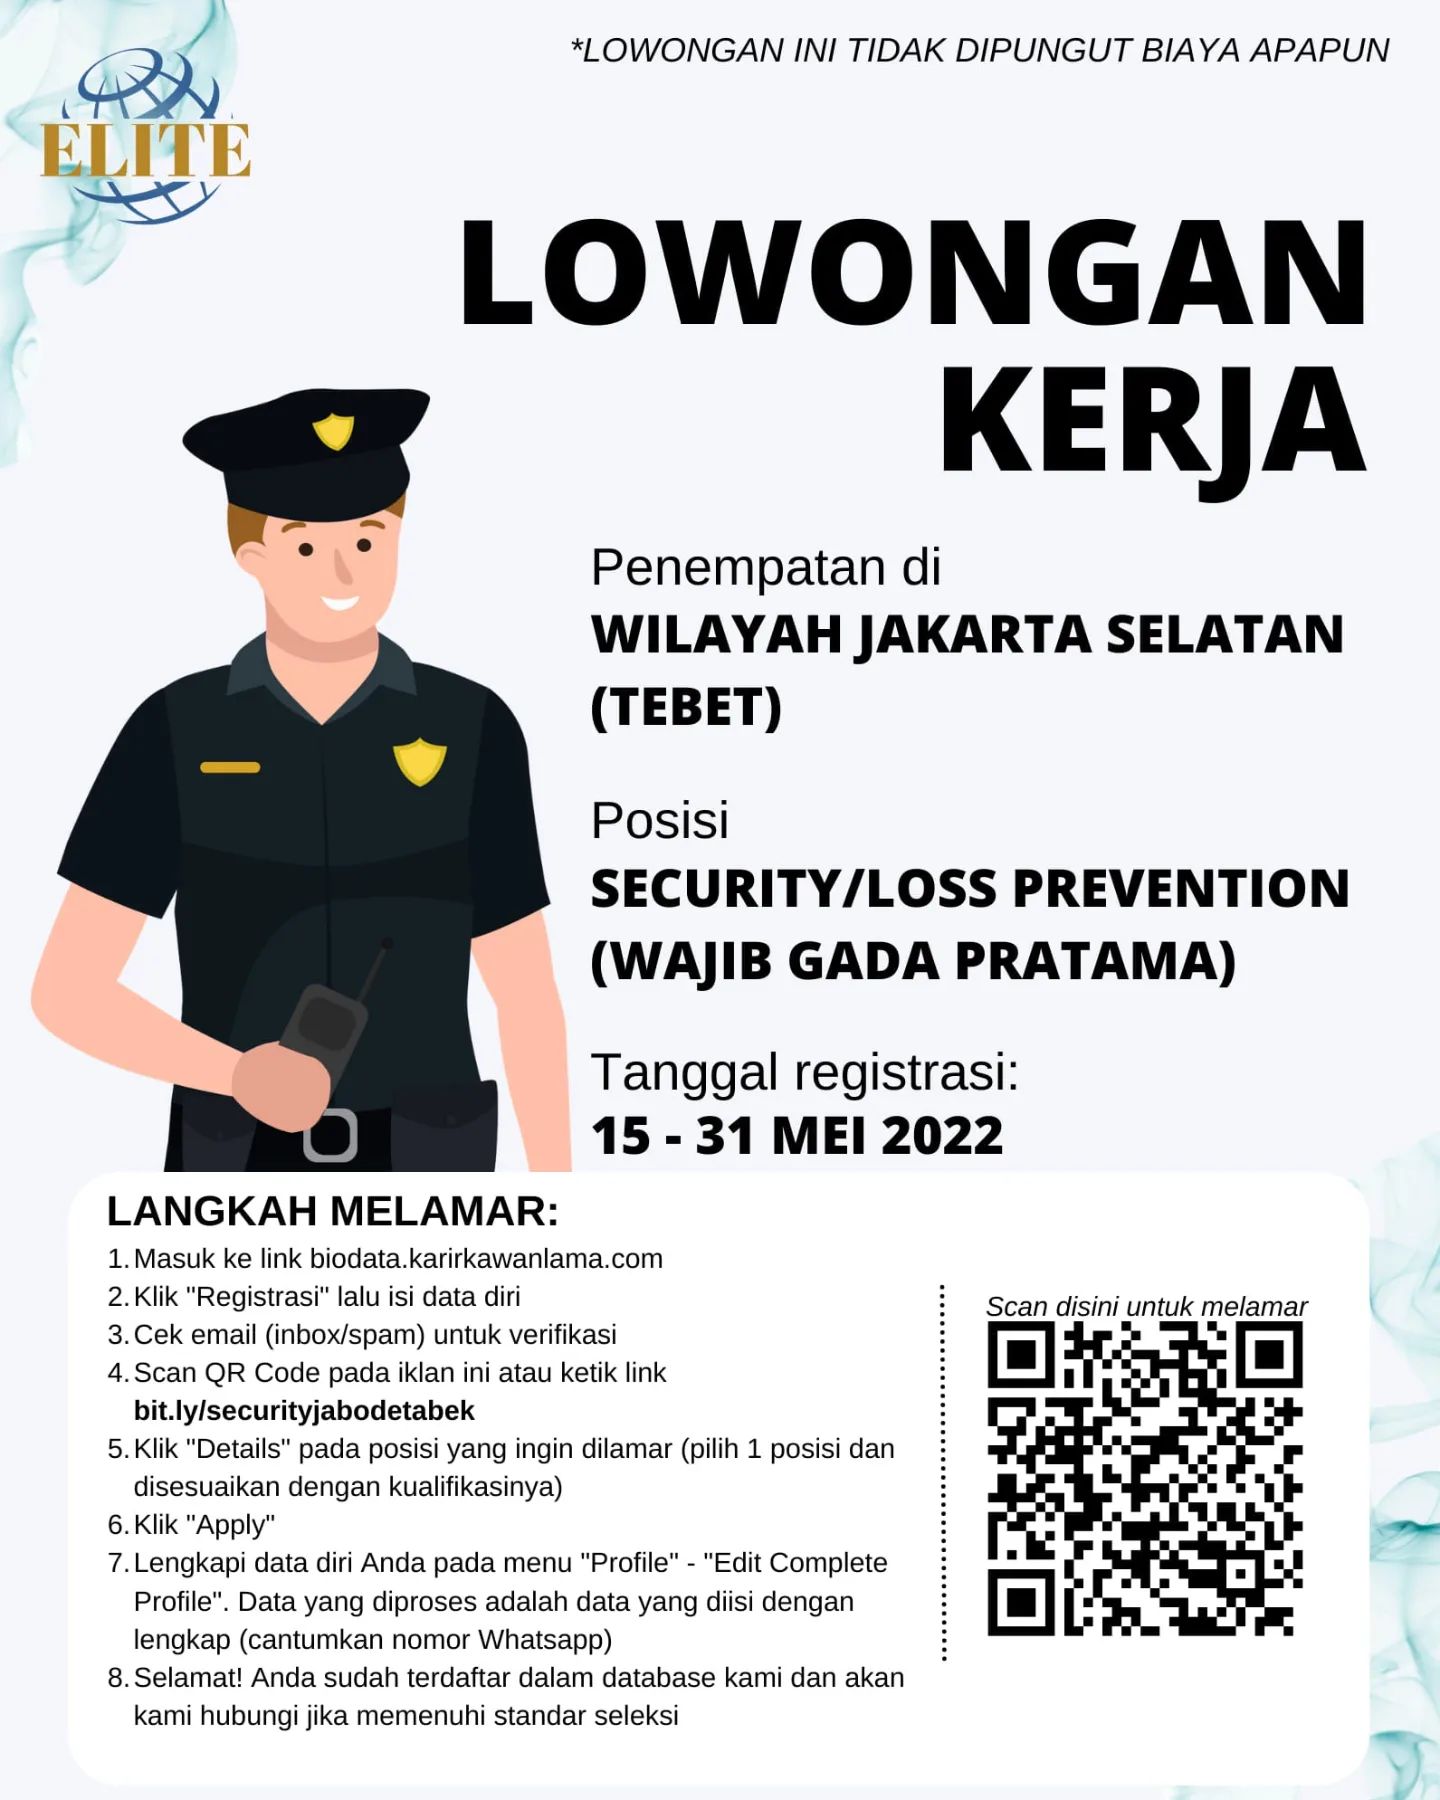 *LOWONGAN INI TIDAK DIPUNGUT BIAYA APAPUN
ELITE
LOWONGAN
KERJA
Penempatan di
WILAYAH JAKARTA SELATAN
(TEBET)
Posisi
SECURITY/LOSS PREVENTION
(WAJIB GADA PRATAMA)
Tanggal registrasi:
15 - 31 MEI 2022
LANGKAH MELAMAR:
1. Masuk ke link biodata.karirkawanlama.com
2. Klik "Registrasi" lalu isi data diri
3. Cek email (inbox/spam) untuk verifikasi
4. Scan QR Code pada iklan ini atau ketik link
bit.ly/securityjabodetabek
5. Klik "Details" pada posisi yang ingin dilamar (pilih 1 posisi dan
disesuaikan dengan kualifikasinya)
6. Klik "Apply"
7. Lengkapi data diri Anda pada menu "Profile" - "Edit Complete
Profile". Data yang diproses adalah data yang diisi dengan
lengkap (cantumkan nomor Whatsapp)
8. Selamat! Anda sudah terdaftar dalam database kami dan akan
kami hubungi jika memenuhi standar seleksi
Scan disini untuk melamar